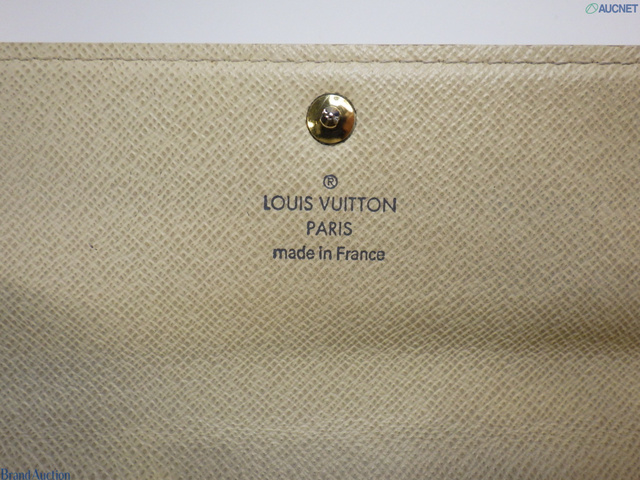 AUCNET
®
LOUIS VUITTON
PARIS
made in France
Brand Auction